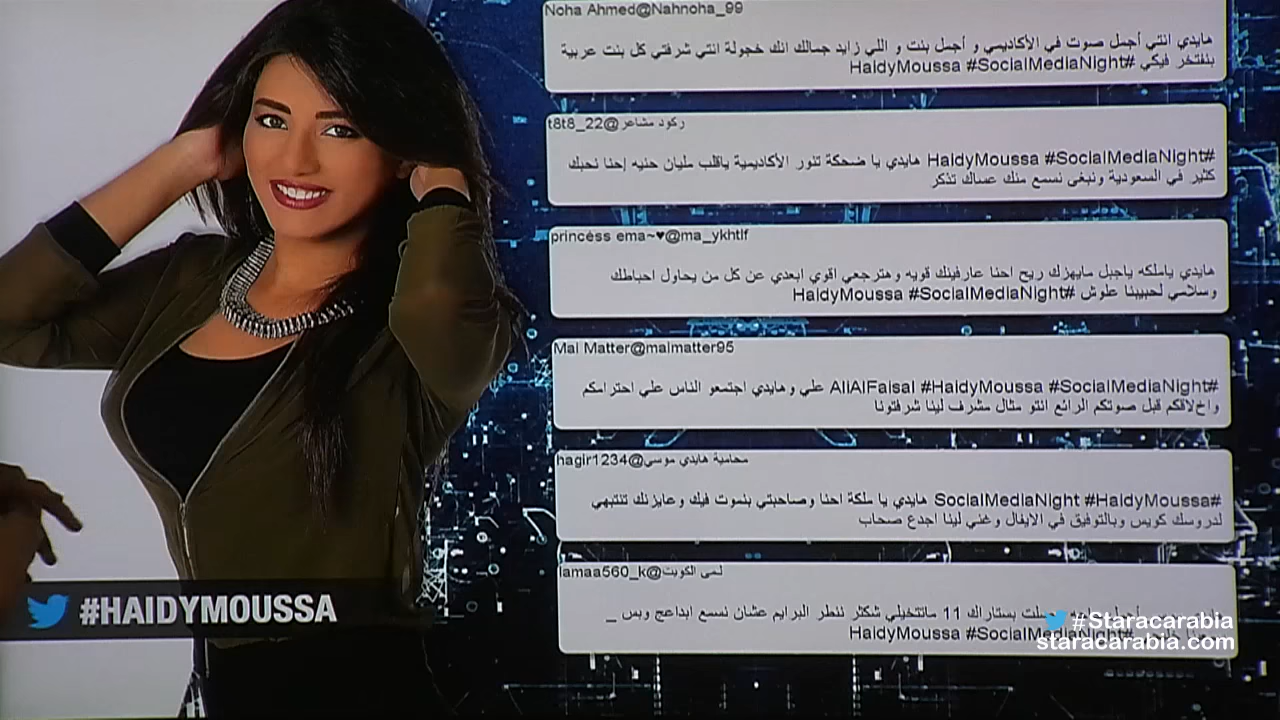 Noha Ahmed@Nahnoha_99
هايدي انتي أجمل صوت في الأكاديمي و أجمل بنت و اللي زايد جمالك انك خجولة انتي شرفتي كل بنت عربية
بنفتخر فيكي #HaidyMoussa #SocialMediaNight
ركود مشاعر@t8t8_22
#HaidyMoussa #SocialMediaNight هايدي يا ضحكة تنور الأكاديمية ياقلب مليان حنيه إحنا نحبك
كثير في السعودية ونبغى نسمع منك عساك تذكر
princess ema~♥@ma_ykhtlf
هايدي ياملكه ياجبل مايهزك ريح احنا عارفينك قويه وهترجعي اقوي ابعدي عن كل من يحاول احباطك
وسلامي لحبيبنا علوش #HaidyMoussa #SocialMediaNight
Mai Matter@maimatter95
#AliAlFaisal #HaidyMoussa #SocialMediaNight علي وهايدي اجتمعو الناس علي احترامكم
واخلاقكم قبل صوتكم الرائع انتو مثال مشرف لينا شرفتونا
محامية هايدي موسي@hagir1234
#SocialMediaNight #HaidyMoussa هايدي يا ملكة احنا وصاحبتي بنموت فيك وعايزنك تنتبهي
لدروسك كويس وبالتوفيق في الايفال وغني لينا اجدع صحاب
لمى الكويت@lamaa560_k
أجمل بستاراك 11 ماتتخيلي شكثر ننطر البرايم عشان نسمع ابداعج وبس _
#HaidyMoussa #SocialMediaNight
#HAIDYMOUSSA
#Staracarabia
staracarabia.com